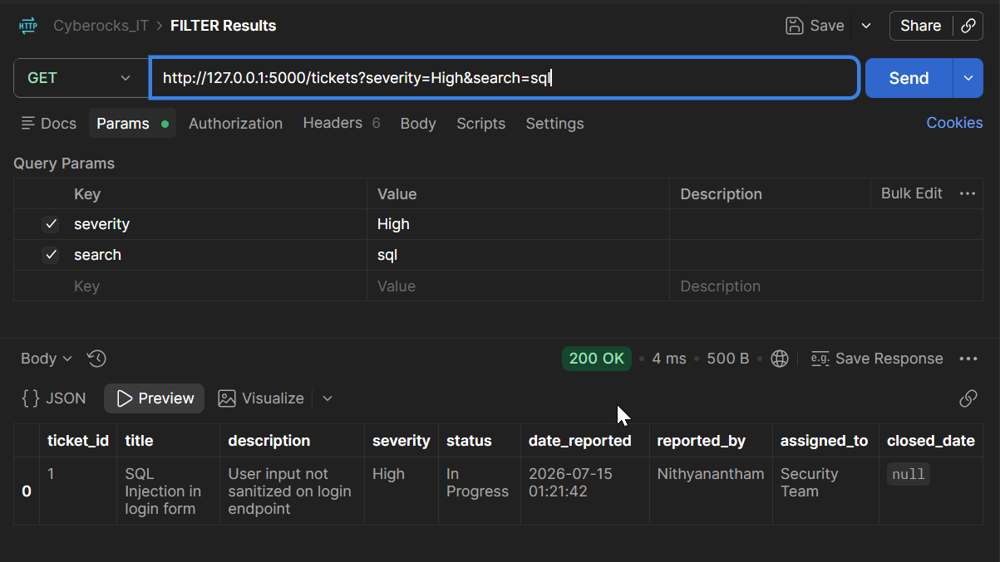 HTTP Cyberocks_IT > FILTER Results Save Share
GET http://127.0.0.1:5000/tickets?severity=High&search=sql Send
Docs Params Authorization Headers 6 Body Scripts Settings Cookies
Query Params
Key Value Description Bulk Edit
severity High
search sql
Key Value Description
Body 200 OK • 4 ms • 500 B • e.g. Save Response
{} JSON Preview Visualize
ticket_id title description severity status date_reported reported_by assigned_to closed_date
0 1 SQL Injection in login form User input not sanitized on login endpoint High In Progress 2026-07-15 01:21:42 Nithyanantham Security Team null